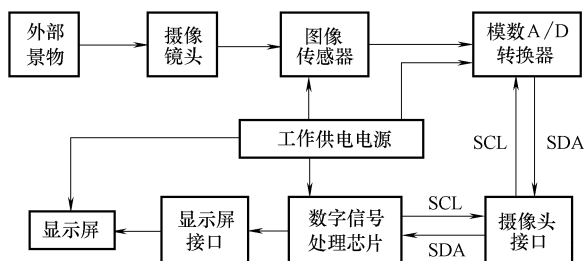 外部
景物
摄像
镜头
图像
传感器
模数A/D
转换器
工作供电电源
SCL
SDA
显示屏
显示屏
接口
数字信号
处理芯片
SCL
SDA
摄像头
接口